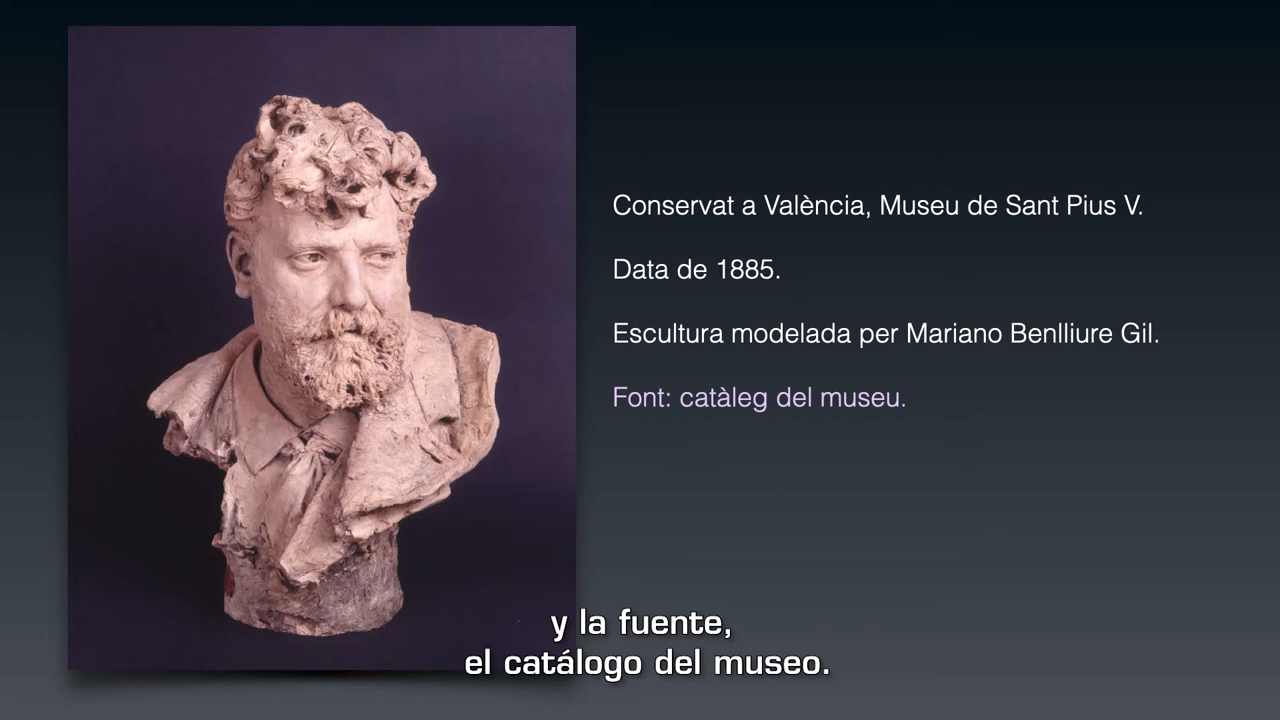 Conservat a València, Museu de Sant Pius V.
Data de 1885.
Escultura modelada per Mariano Benlliure Gil.
Font: catàleg del museu.
y la fuente,
el catálogo del museo.